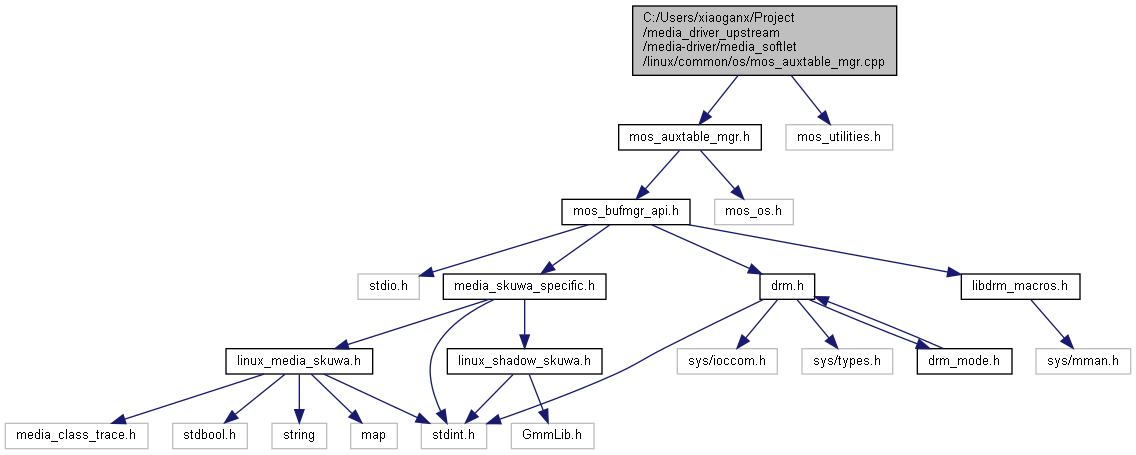 C:/Users/xiaoganx/Project
/media_driver_upstream
/media-driver/media_softlet
/linux/common/os/mos_auxtable_mgr.cpp
mos_auxtable_mgr.h
mos_utilities.h
mos_bufmgr_api.h
mos_os.h
stdio.h
media_skuwa_specific.h
drm.h
libdrm_macros.h
linux_media_skuwa.h
linux_shadow_skuwa.h
sys/ioccom.h
sys/types.h
drm_mode.h
sys/mman.h
media_class_trace.h
stdbool.h
string
map
stdint.h
GmmLib.h